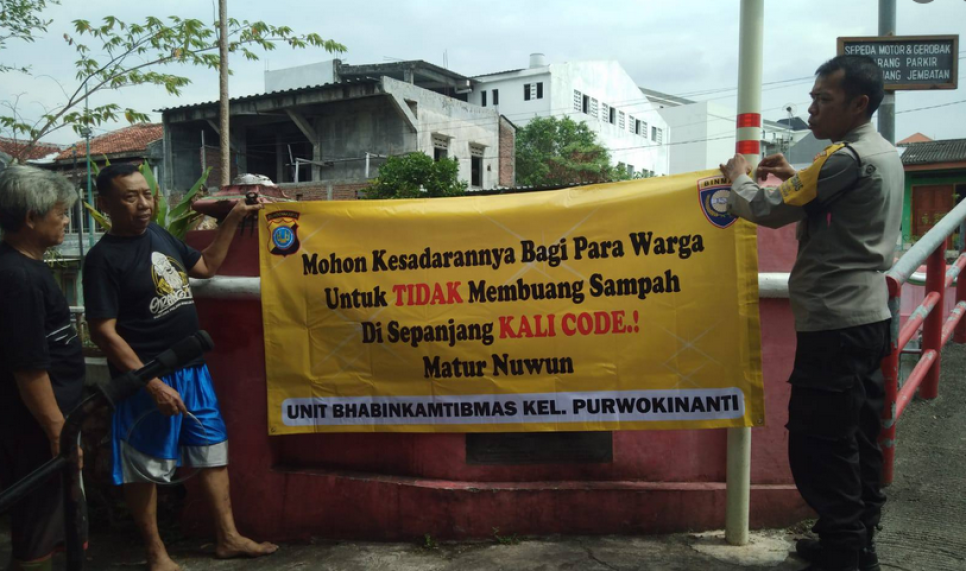 SEPEDA MOTOR & GEROBAK
PARKIR
JEMBATAN
Mohon Kesadarannya Bagi Para Warga
Untuk TIDAK Membuang Sampah
Di Sepanjang KALI CODE.!
Matur Nuwun
UNIT BHABINKAMTIBMAS KEL. PURWOKINANTI